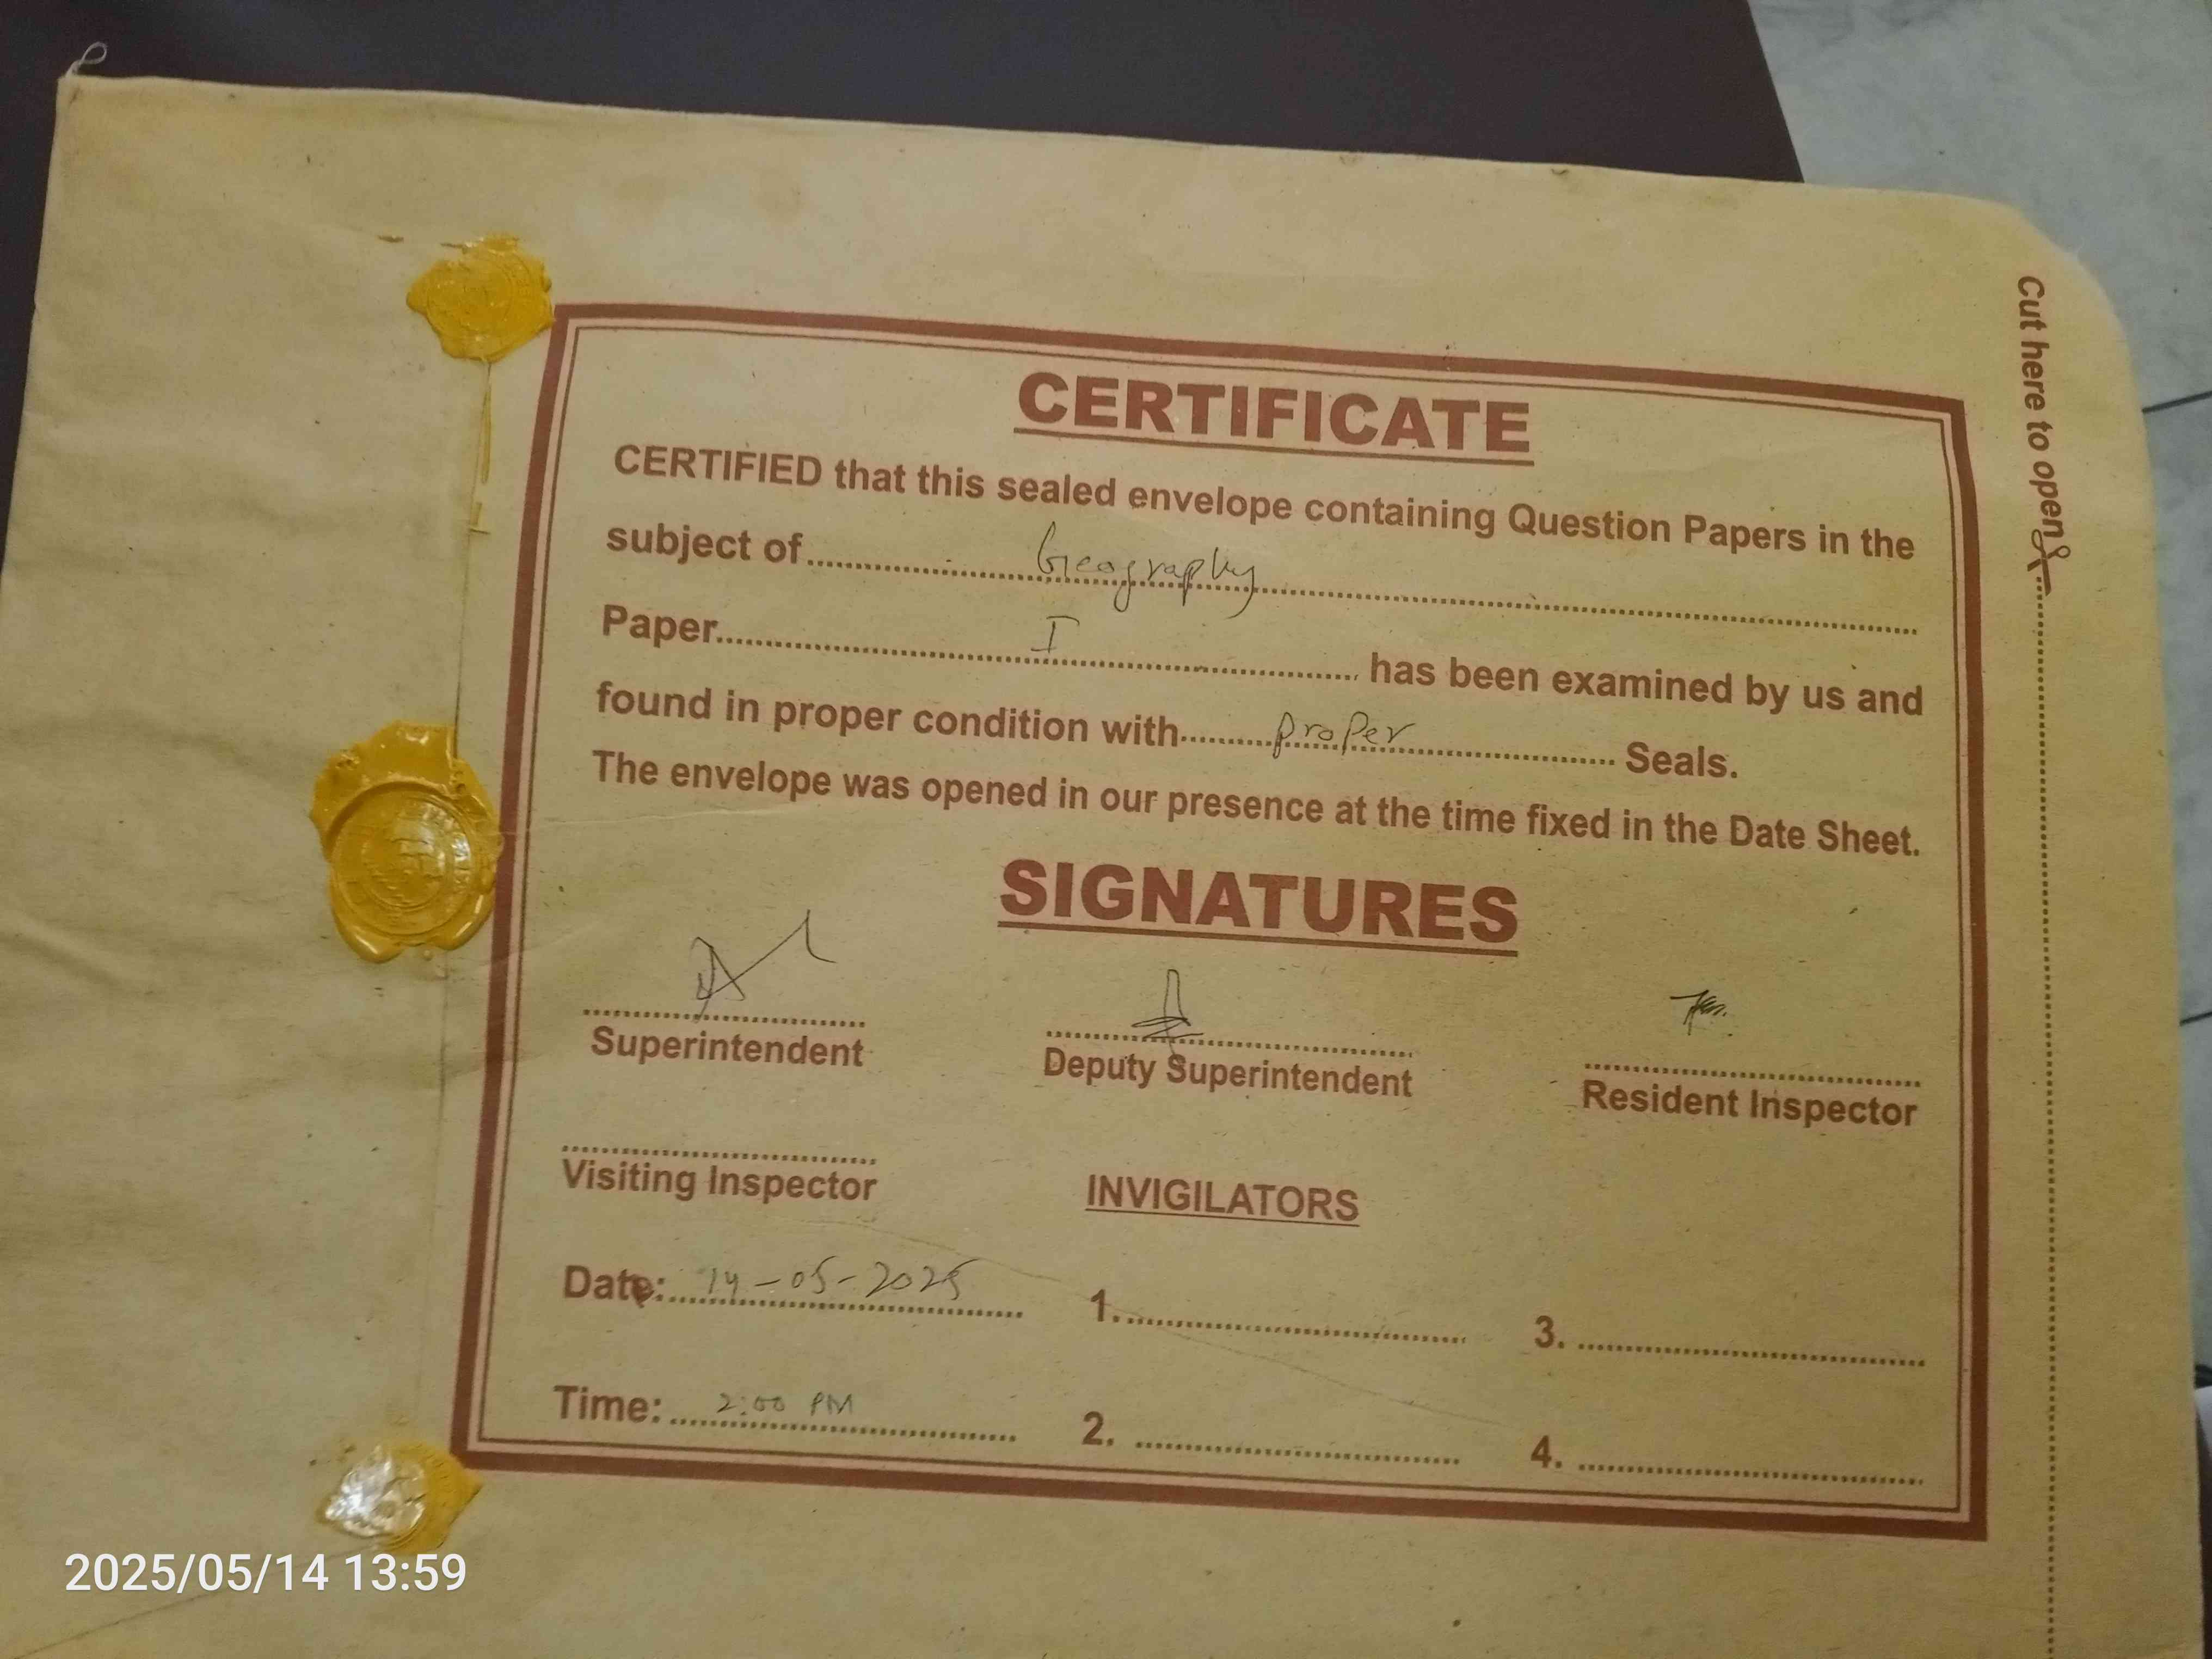 Cut here to open
CERTIFICATE
CERTIFIED that this sealed envelope containing Question Papers in the
subject of Geography
Paper I has been examined by us and
found in proper condition with proper Seals.
The envelope was opened in our presence at the time fixed in the Date Sheet.
SIGNATURES
Superintendent Deputy Superintendent Resident Inspector
Visiting Inspector INVIGILATORS
Date: 14-05-2025 1. 3.
Time: 2:00 PM 2. 4.
2025/05/14 13:59